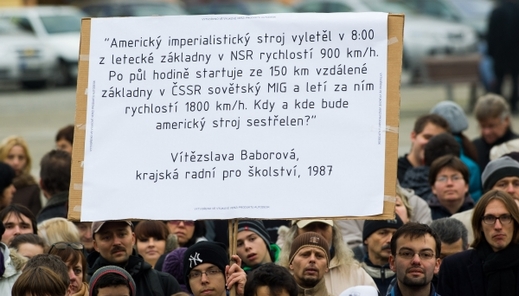 “Americký imperialistický stroj vyletěl v 8:00
z letecké základny v NSR rychlostí 900 km/h.
Po půl hodině startuje ze 150 km vzdálené
základny v ČSSR sovětský MIG a letí za ním
rychlostí 1800 km/h. Kdy a kde bude
americký stroj sestřelen?”
Vítězslava Baborová,
krajská radní pro školství, 1987